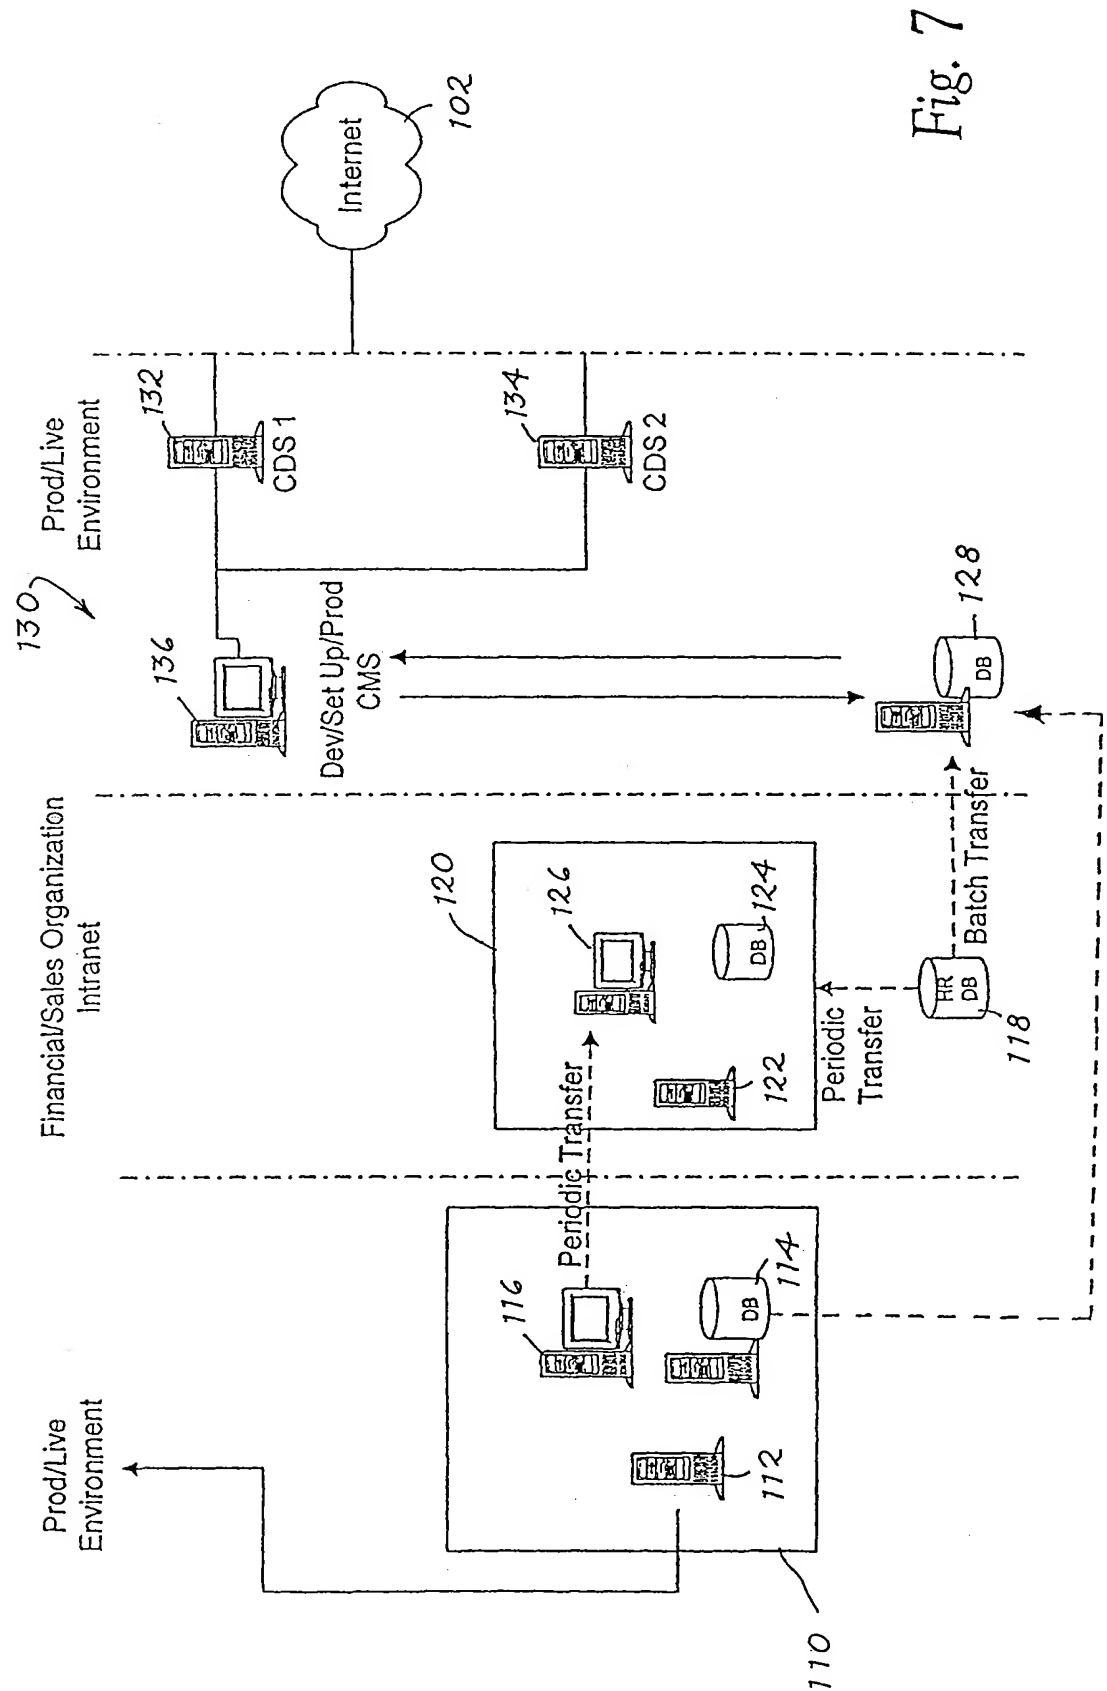 Prod/Live
Environment
Financial/Sales Organization
Intranet
130
Prod/Live
Environment
110
112
116
DB
114
Periodic Transfer
120
122
126
DB
124
Periodic
Transfer
HR
DB
118
Batch Transfer
136
Dev/Set Up/Prod
CMS
DB
128
132
CDS 1
134
CDS 2
Internet
102
Fig. 7